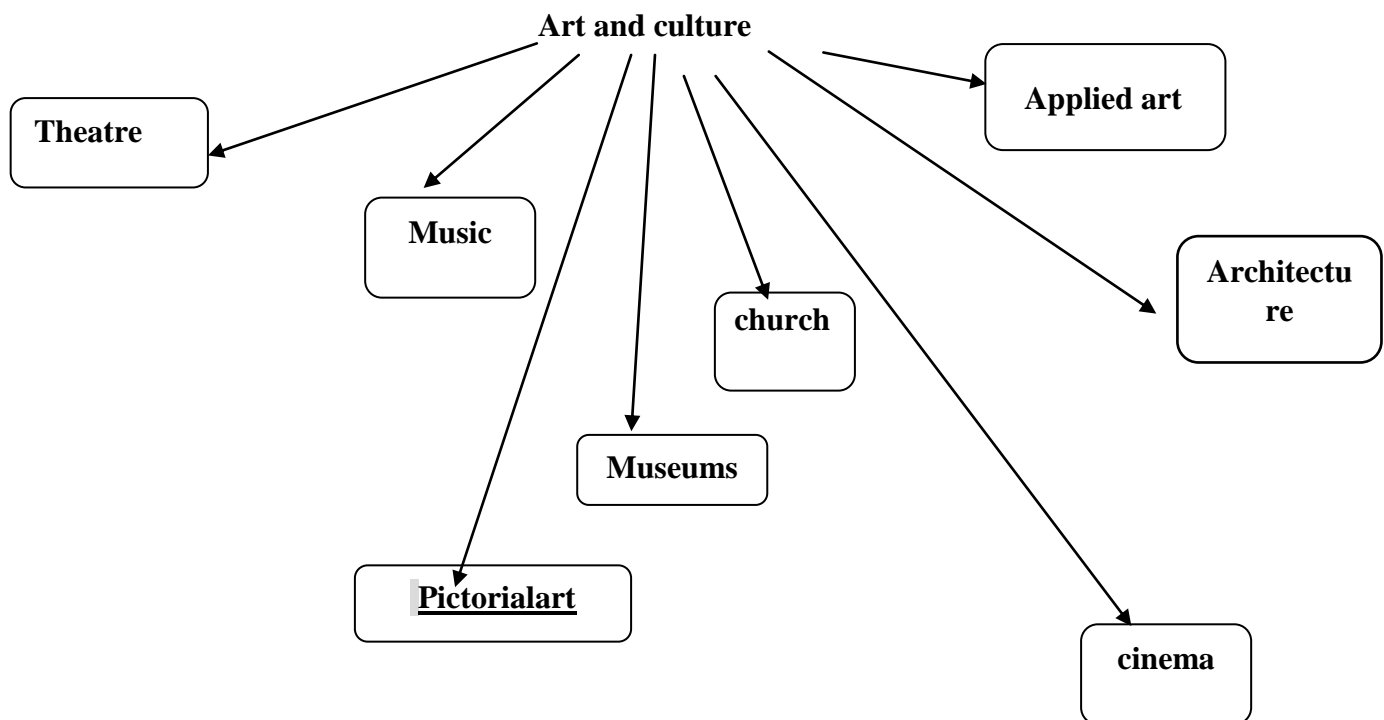 Art and culture
Applied art
Theatre
Music
Architectu
re
church
Museums
Pictorialart
cinema